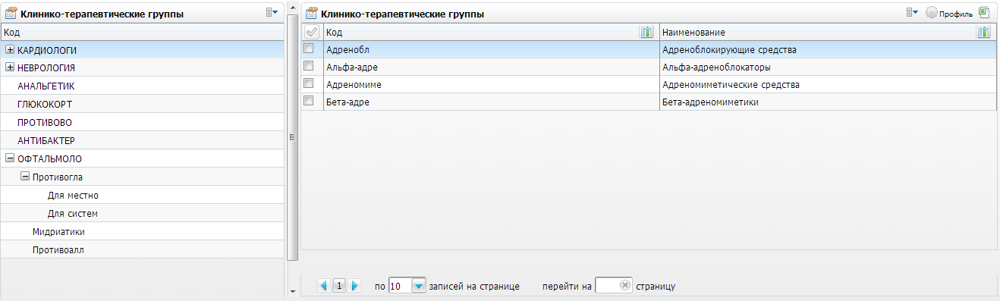 Клинико-терапевтические группы
Код
КАРДИОЛОГИ
НЕВРОЛОГИЯ
АНАЛЬГЕТИК
ГЛЮКОКОРТ
ПРОТИВОВО
АНТИБАКТЕР
ОФТАЛЬМОЛО
Противогла
Для местно
Для систем
Мидриатики
Противоалл
Клинико-терапевтические группы Профиль
Код Наименование
Адренобл Адреноблокирующие средства
Альфа-адре Альфа-адреноблокаторы
Адреномиме Адреномиметические средства
Бета-адре Бета-адреномиметики
1 по 10 записей на странице перейти на страницу